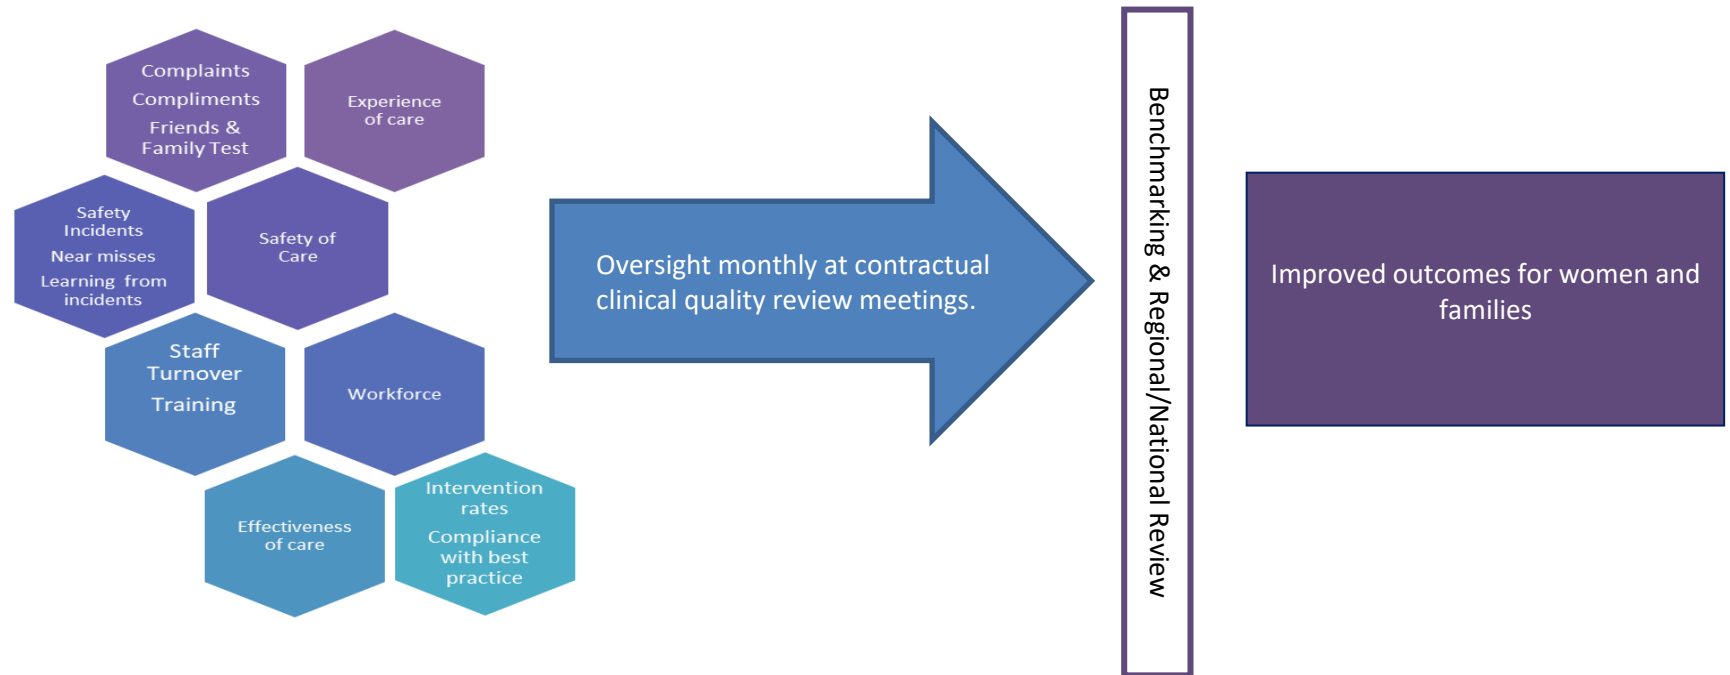 Complaints
Compliments
Friends &
Family Test
Experience
of care
Safety
Incidents
Near misses
Learning from
incidents
Safety of
Care
Staff
Turnover
Training
Workforce
Effectiveness
of care
Intervention
rates
Compliance
with best
practice
Oversight monthly at contractual
clinical quality review meetings.
Benchmarking & Regional/National Review
Improved outcomes for women and
families